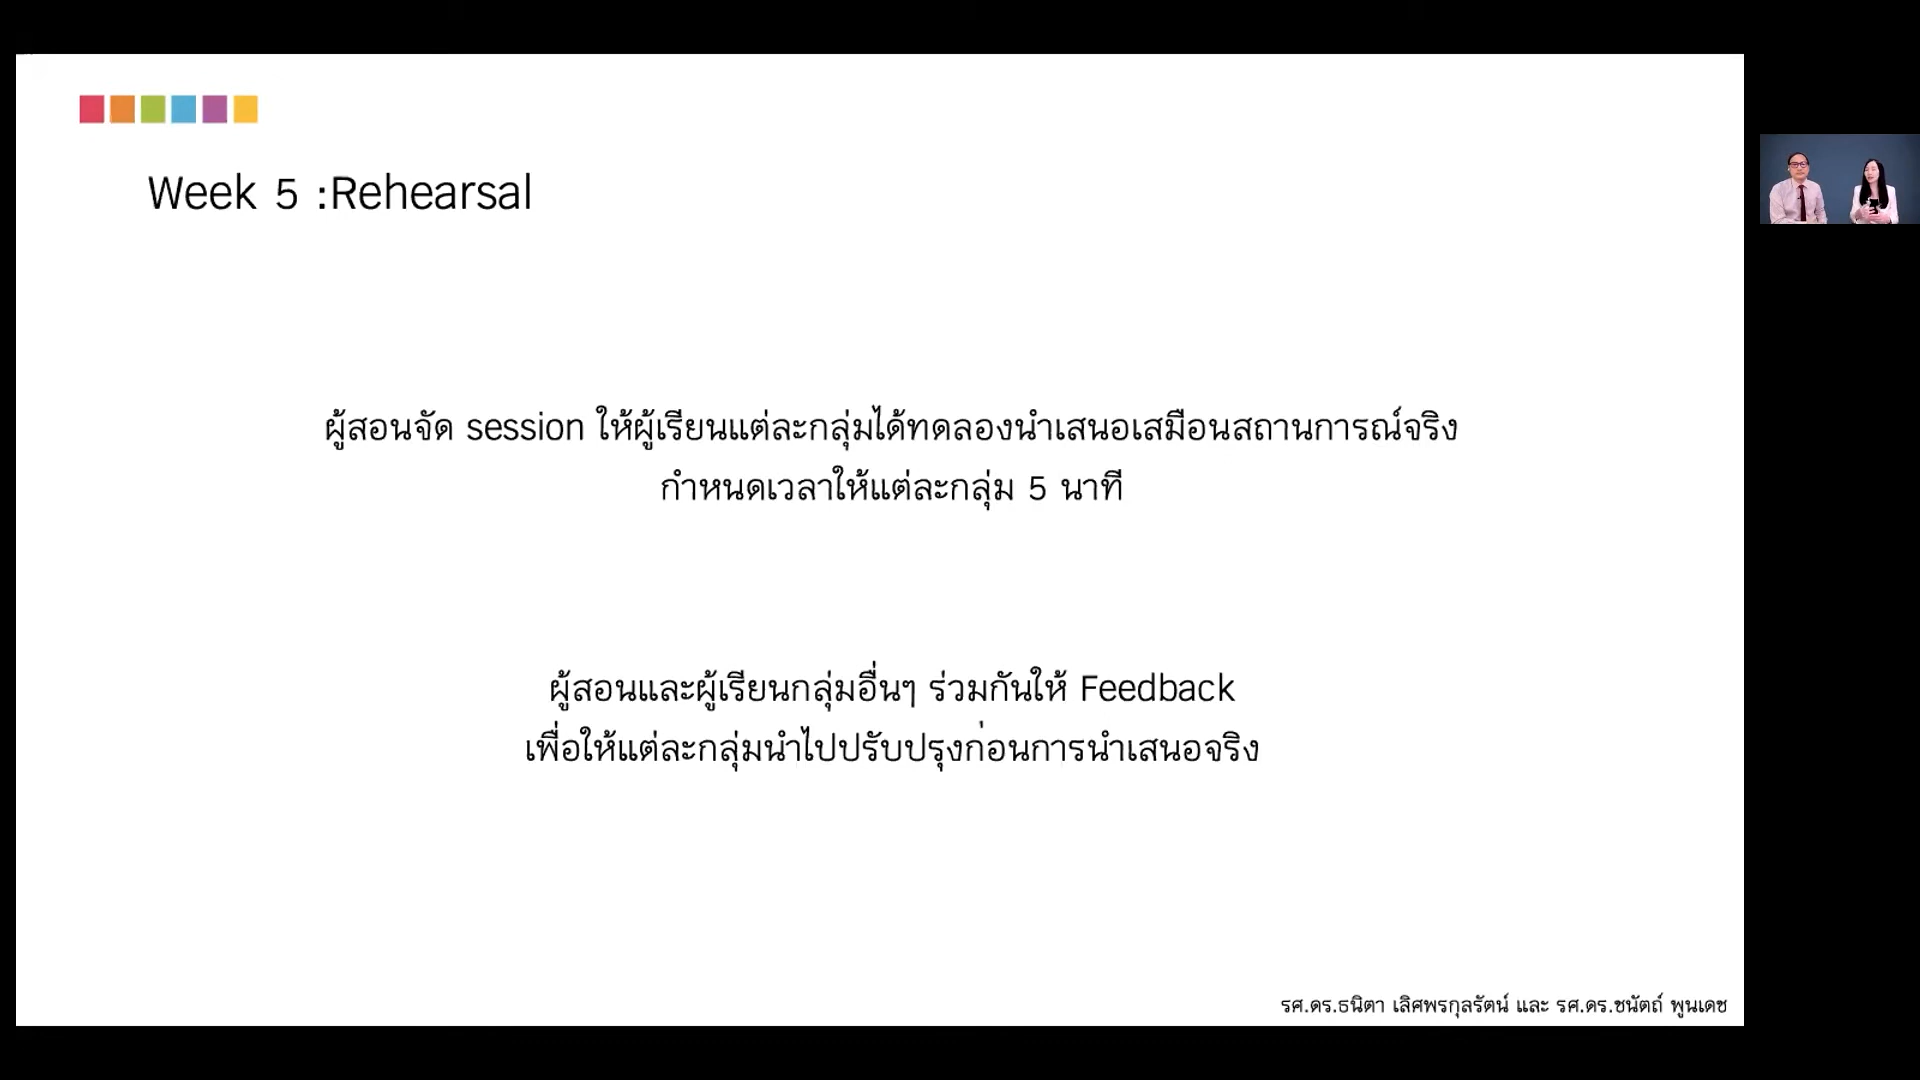 Week 5 :Rehearsal
ผู้สอนจัด session ให้ผู้เรียนแต่ละกลุ่มได้ทดลองนำเสนอเสมือนสถานการณ์จริง
กำหนดเวลาให้แต่ละกลุ่ม 5 นาที
ผู้สอนและผู้เรียนกลุ่มอื่นๆ ร่วมกันให้ Feedback
เพื่อให้แต่ละกลุ่มนำไปปรับปรุงก่อนการนำเสนอจริง
รศ.ดร.ธนิตา เลิศพรกุลรัตน์ และ รศ.ดร.ชนัตถ์ พูนเดช